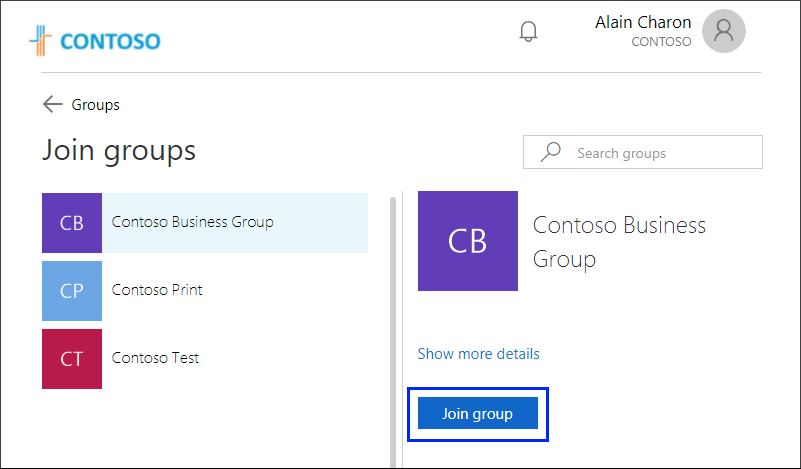 CONTOSO
Alain Charon
CONTOSO
Groups
Join groups
Search groups
CB
Contoso Business Group
CP
Contoso Print
CT
Contoso Test
CB
Contoso Business
Group
Show more details
Join group